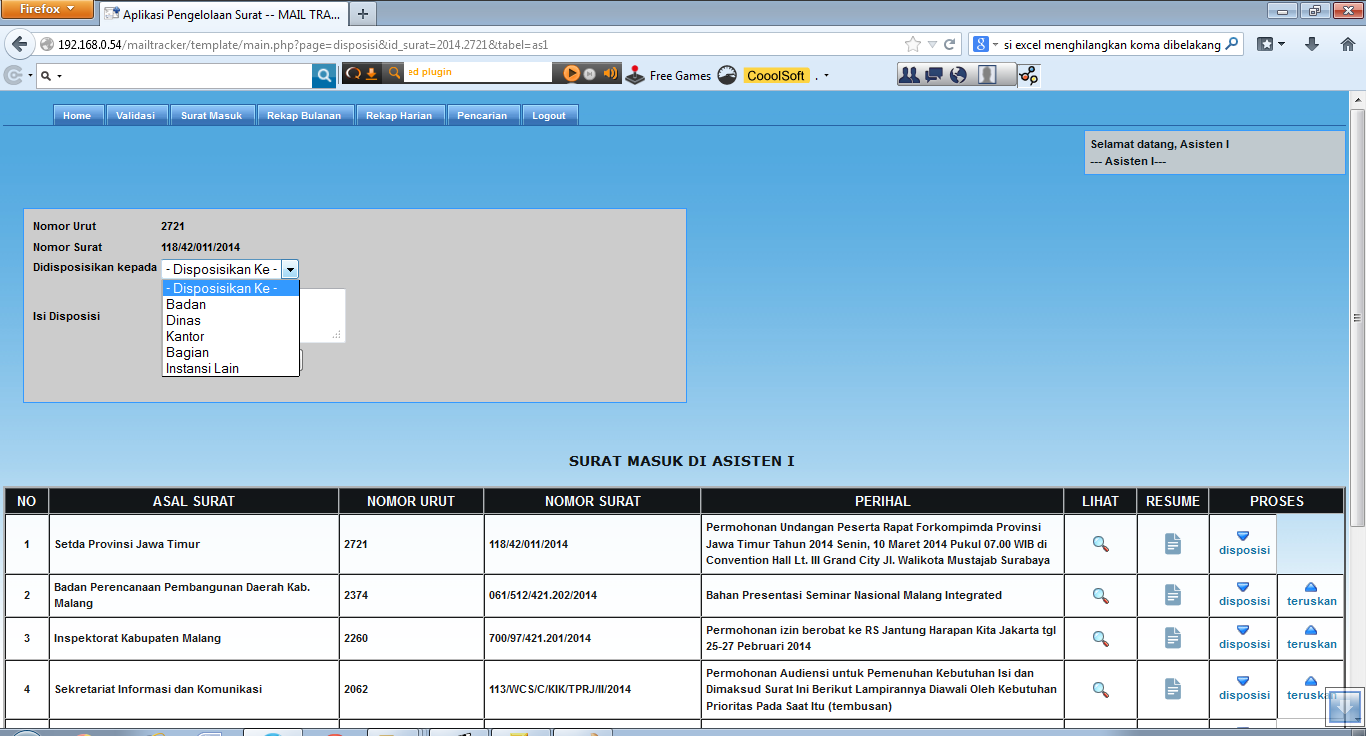 Firefox
Aplikasi Pengelolaan Surat -- MAIL TRA...
192.168.0.54/mailtracker/template/main.php?page=disposisi&id_surat=2014.2721&tabel=as1
si excel menghilangkan koma dibelakang
ed plugin
Free Games
CooolSoft
Home Validasi Surat Masuk Rekap Bulanan Rekap Harian Pencarian Logout
Selamat datang, Asisten I
--- Asisten I---
Nomor Urut 2721
Nomor Surat 118/42/011/2014
Didisposisikan kepada - Disposisikan Ke -
- Disposisikan Ke -
Badan
Dinas
Isi Disposisi
Kantor
Bagian
Instansi Lain
SURAT MASUK DI ASISTEN I
NO ASAL SURAT NOMOR URUT NOMOR SURAT PERIHAL LIHAT RESUME PROSES
1 Setda Provinsi Jawa Timur 2721 118/42/011/2014
Permohonan Undangan Peserta Rapat Forkompimda Provinsi
Jawa Timur Tahun 2014 Senin, 10 Maret 2014 Pukul 07.00 WIB di
Convention Hall Lt. III Grand City Jl. Walikota Mustajab Surabaya
disposisi
2 Badan Perencanaan Pembangunan Daerah Kab.
Malang
2374 061/512/421.202/2014 Bahan Presentasi Seminar Nasional Malang Integrated
disposisi teruskan
3 Inspektorat Kabupaten Malang 2260 700/97/421.201/2014
Permohonan izin berobat ke RS Jantung Harapan Kita Jakarta tgl
25-27 Pebruari 2014
disposisi teruskan
4 Sekretariat Informasi dan Komunikasi 2062 113/WCS/C/KIK/TPRJ/II/2014
Permohonan Audiensi untuk Pemenuhan Kebutuhan Isi dan
Dimaksud Surat Ini Berikut Lampirannya Diawali Oleh Kebutuhan
Prioritas Pada Saat Itu (tembusan)
disposisi teruskan